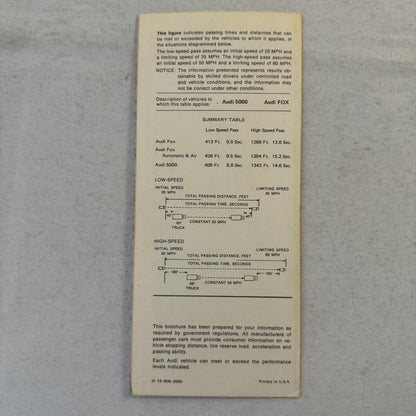 This figure indicates passing times and distances that can
be met or exceeded by the vehicles to which it applies, in
the situations diagrammed below.
The low-speed pass assumes an initial speed of 20 MPH and
a limiting speed of 35 MPH. The high-speed pass assumes
an initial speed of 50 MPH and a limiting speed of 80 MPH.
NOTICE: The information presented represents results ob-
tainable by skilled drivers under controlled road
and vehicle conditions, and the information may
not be correct under other conditions.
Description of vehicles to
which this table applies: . Audi 5000 Audi FOX
SUMMARY TABLE
Low Speed Pass High Speed Pass
Audi Fox 413 Ft. 9.0 Sec. 1266 Ft. 13.6 Sec.
Audi Fox
Automatic & Air 426 Ft. 9.5 Sec. 1394 Ft. 15.2 Sec.
Audi 5000 406 Ft. 8.8 Sec. 1342 Ft. 14.6 Sec.
LOW-SPEED
INITIAL SPEED
20 MPH
TOTAL PASSING DISTANCE, FEET
LIMITING SPEED
35 MPH
TOTAL PASSING TIME, SECONDS
40' CONSTANT 20 MPH 40'
55'
TRUCK
HIGH-SPEED
INITIAL SPEED
50 MPH
TOTAL PASSING DISTANCE, FEET
LIMITING SPEED
80 MPH
TOTAL PASSING TIME, SECONDS
100' CONSTANT 50 MPH 100'
55'
TRUCK
This brochure has been prepared for your information as
required by government regulations. All manufacturers of
passenger cars must provide consumer information on
vehicle stopping distance, tire reserve load, acceleration and
passing ability.
Each Audi vehicle can meet or exceed the performance
levels indicated.
Printed in U.S.A.